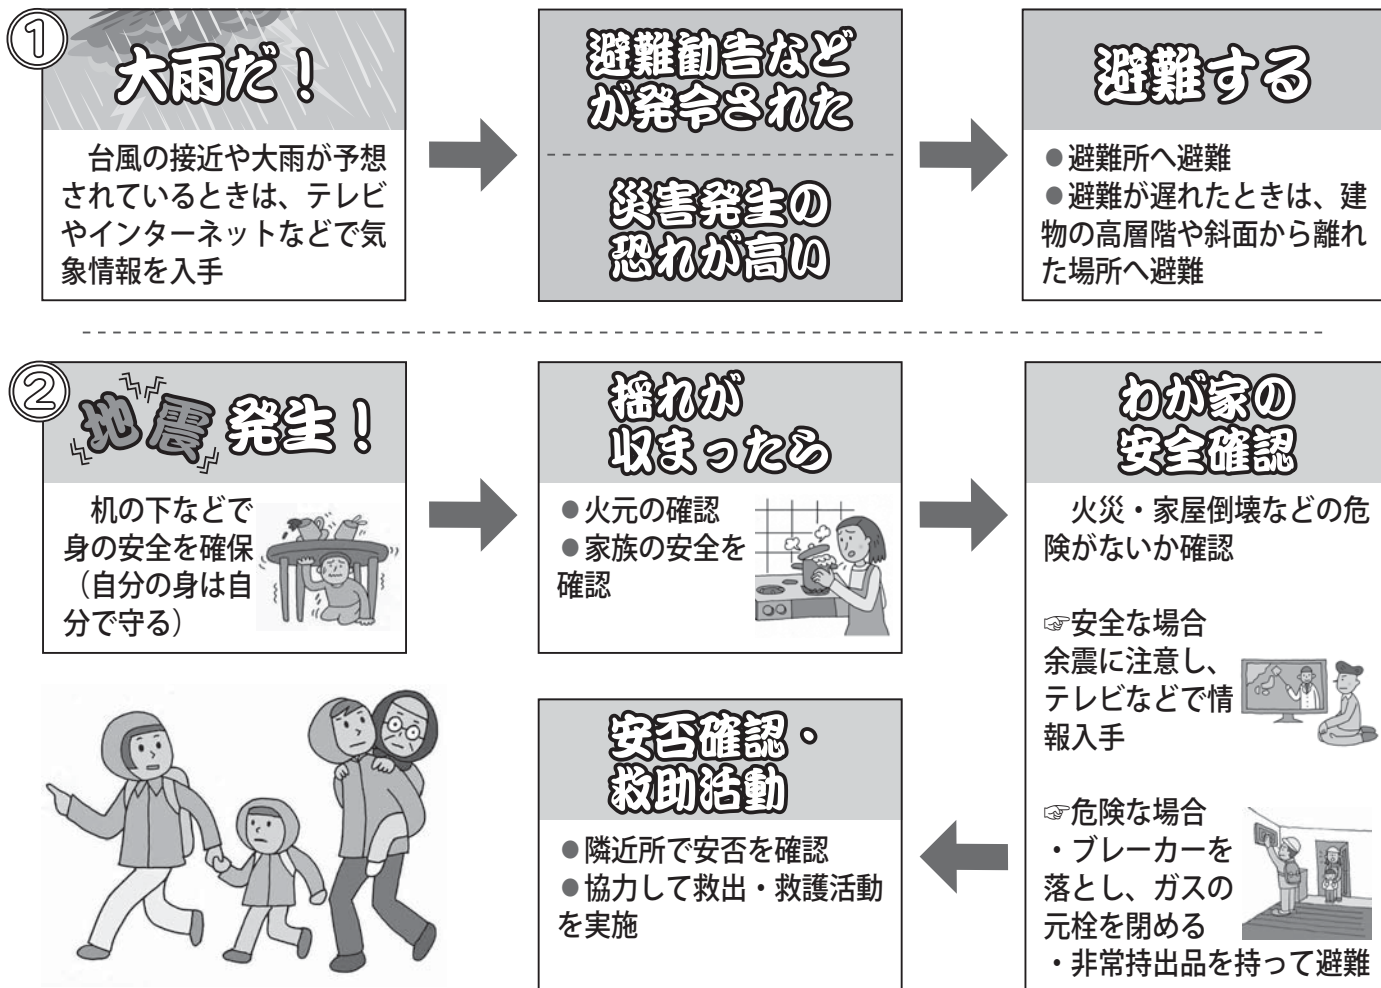 ①
大雨だ！
　台風の接近や大雨が予想
されているときは、テレビ
やインターネットなどで気
象情報を入手
避難勧告など
が発令された
災害発生の
恐れが高い
避難する
●避難所へ避難
●避難が遅れたときは、建
物の高層階や斜面から離れ
た場所へ避難
②
地震発生！
　机の下などで
身の安全を確保
（自分の身は自
分で守る）
揺れが
収まったら
●火元の確認
●家族の安全を
確認
わが家の
安全確認
　火災・家屋倒壊などの危
険がないか確認
☞安全な場合
余震に注意し、
テレビなどで情
報入手
☞危険な場合
・ブレーカーを
落とし、ガスの
元栓を閉める
・非常持出品を持って避難
安否確認・
救助活動
●隣近所で安否を確認
●協力して救出・救護活動
を実施